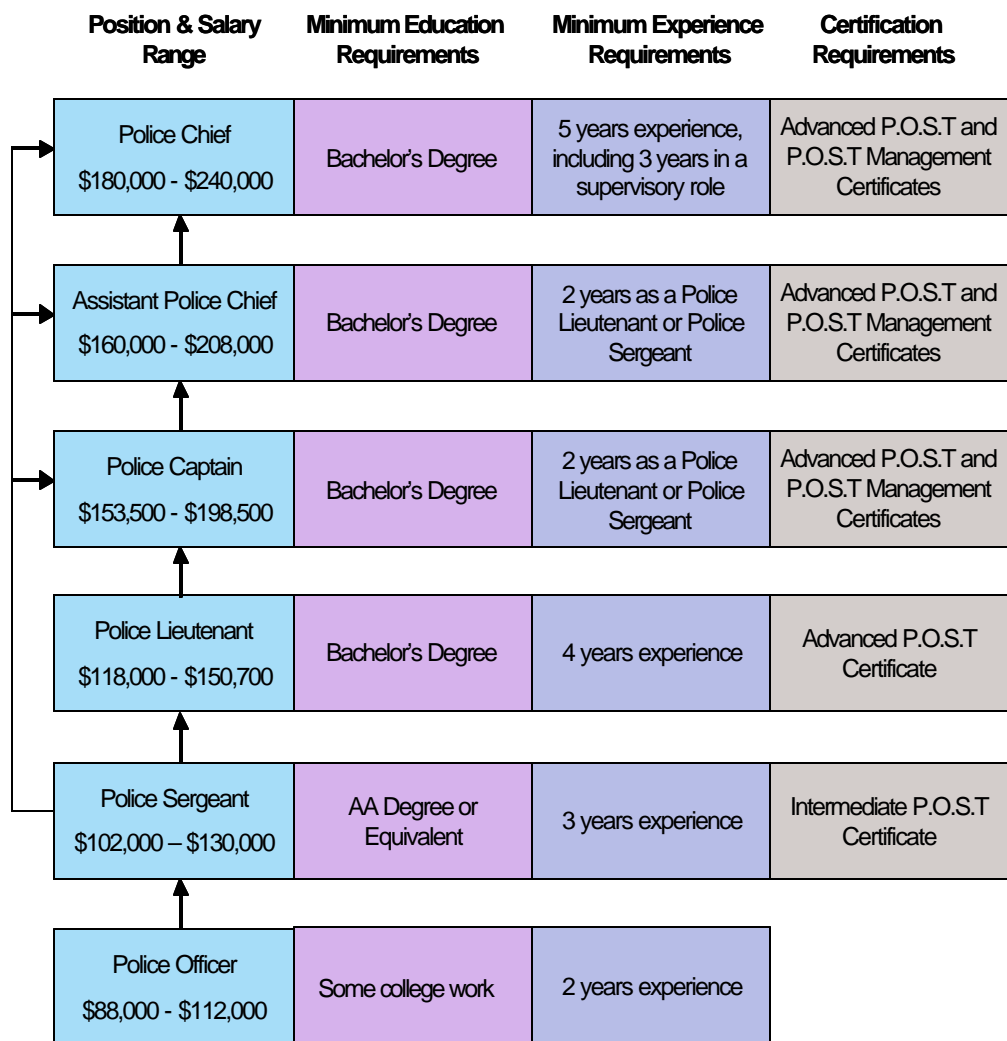 Position & Salary
Range
Minimum Education
Requirements
Minimum Experience
Requirements
Certification
Requirements
Police Chief
$180,000 - $240,000
Bachelor's Degree
5 years experience,
including 3 years in a
supervisory role
Advanced P.O.S.T and
P.O.S.T Management
Certificates
Assistant Police Chief
$160,000 - $208,000
Bachelor's Degree
2 years as a Police
Lieutenant or Police
Sergeant
Advanced P.O.S.T and
P.O.S.T Management
Certificates
Police Captain
$153,500 - $198,500
Bachelor's Degree
2 years as a Police
Lieutenant or Police
Sergeant
Advanced P.O.S.T and
P.O.S.T Management
Certificates
Police Lieutenant
$118,000 - $150,700
Bachelor's Degree
4 years experience
Advanced P.O.S.T
Certificate
Police Sergeant
$102,000 – $130,000
AA Degree or
Equivalent
3 years experience
Intermediate P.O.S.T
Certificate
Police Officer
$88,000 - $112,000
Some college work
2 years experience